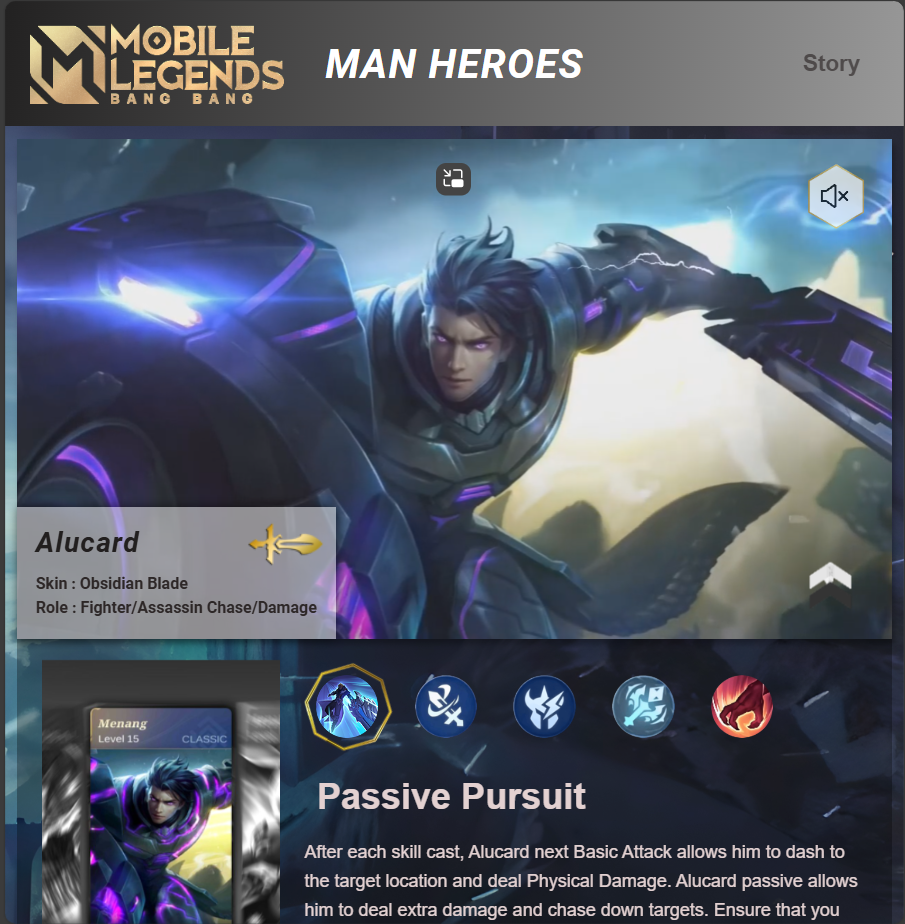 MOBILE
LEGENDS
BANG BANG
MAN HEROES
Story
Alucard
Skin : Obsidian Blade
Role : Fighter/Assassin Chase/Damage
Menang
Level 15
CLASSIC
Passive Pursuit
After each skill cast, Alucard next Basic Attack allows him to dash to
the target location and deal Physical Damage. Alucard passive allows
him to deal extra damage and chase down targets. Ensure that you